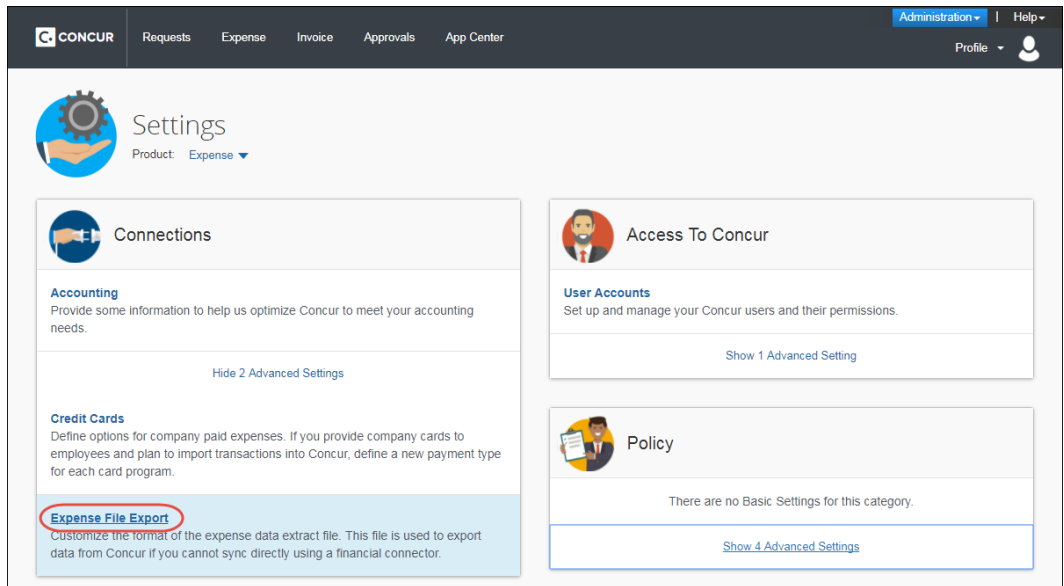 Administration | Help
C. CONCUR Requests Expense Invoice Approvals App Center
Profile
Settings
Product: Expense
Connections
Accounting
Provide some information to help us optimize Concur to meet your accounting
needs.
Hide 2 Advanced Settings
Credit Cards
Define options for company paid expenses. If you provide company cards to
employees and plan to import transactions into Concur, define a new payment type
for each card program.
Expense File Export
Customize the format of the expense data extract file. This file is used to export
data from Concur if you cannot sync directly using a financial connector.
Access To Concur
User Accounts
Set up and manage your Concur users and their permissions.
Show 1 Advanced Setting
Policy
There are no Basic Settings for this category.
Show 4 Advanced Settings